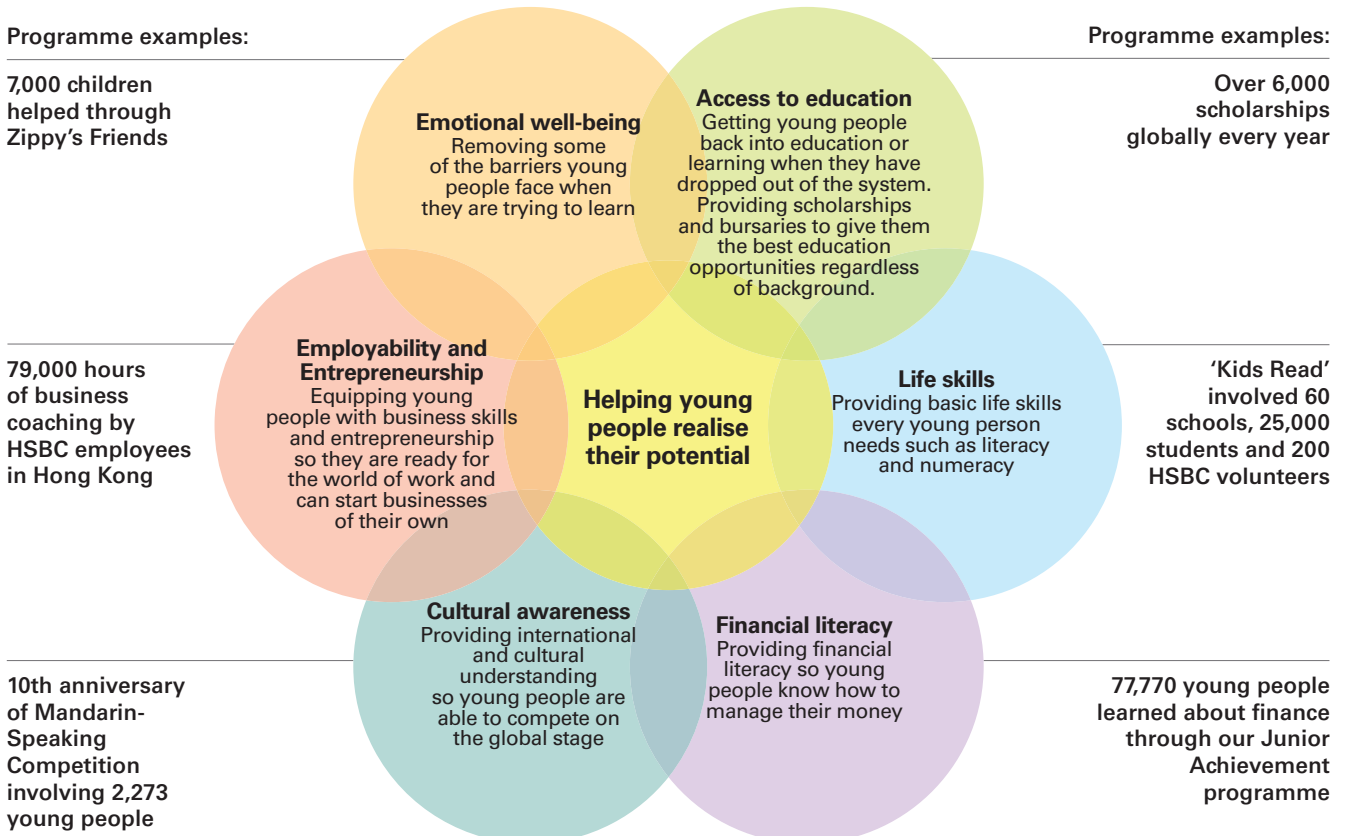 Programme examples:
7,000 children
helped through
Zippy's Friends
79,000 hours
of business
coaching by
HSBC employees
in Hong Kong
10th anniversary
of Mandarin-
Speaking
Competition
involving 2,273
young people
Emotional well-being
Removing some
of the barriers young
people face when
they are trying to learn
Access to education
Getting young people
back into education or
learning when they have
dropped out of the system.
Providing scholarships
and bursaries to give them
the best education
opportunities regardless
of background.
Employability and
Entrepreneurship
Equipping young
people with business skills
and entrepreneurship
so they are ready for
the world of work and
can start businesses
of their own
Helping young
people realise
their potential
Life skills
Providing basic life skills
every young person
needs such as literacy
and numeracy
Cultural awareness
Providing international
and cultural
understanding
so young people are
able to compete on
the global stage
Financial literacy
Providing financial
literacy so young
people know how to
manage their money
Programme examples:
Over 6,000
scholarships
globally every year
'Kids Read'
involved 60
schools, 25,000
students and 200
HSBC volunteers
77,770 young people
learned about finance
through our Junior
Achievement
programme